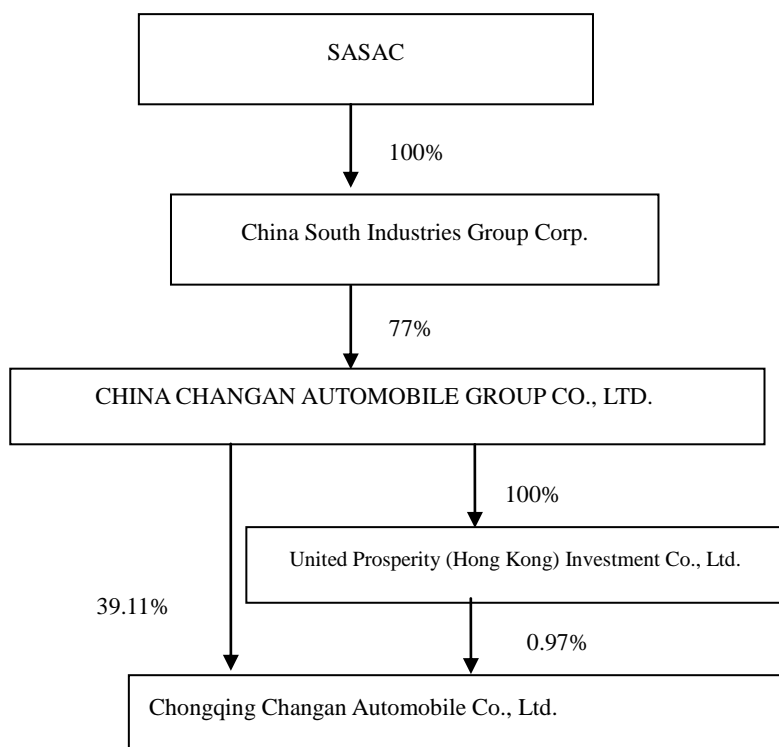 SASAC
100%
China South Industries Group Corp.
77%
CHINA CHANGAN AUTOMOBILE GROUP CO., LTD.
100%
United Prosperity (Hong Kong) Investment Co., Ltd.
39.11%
0.97%
Chongqing Changan Automobile Co., Ltd.